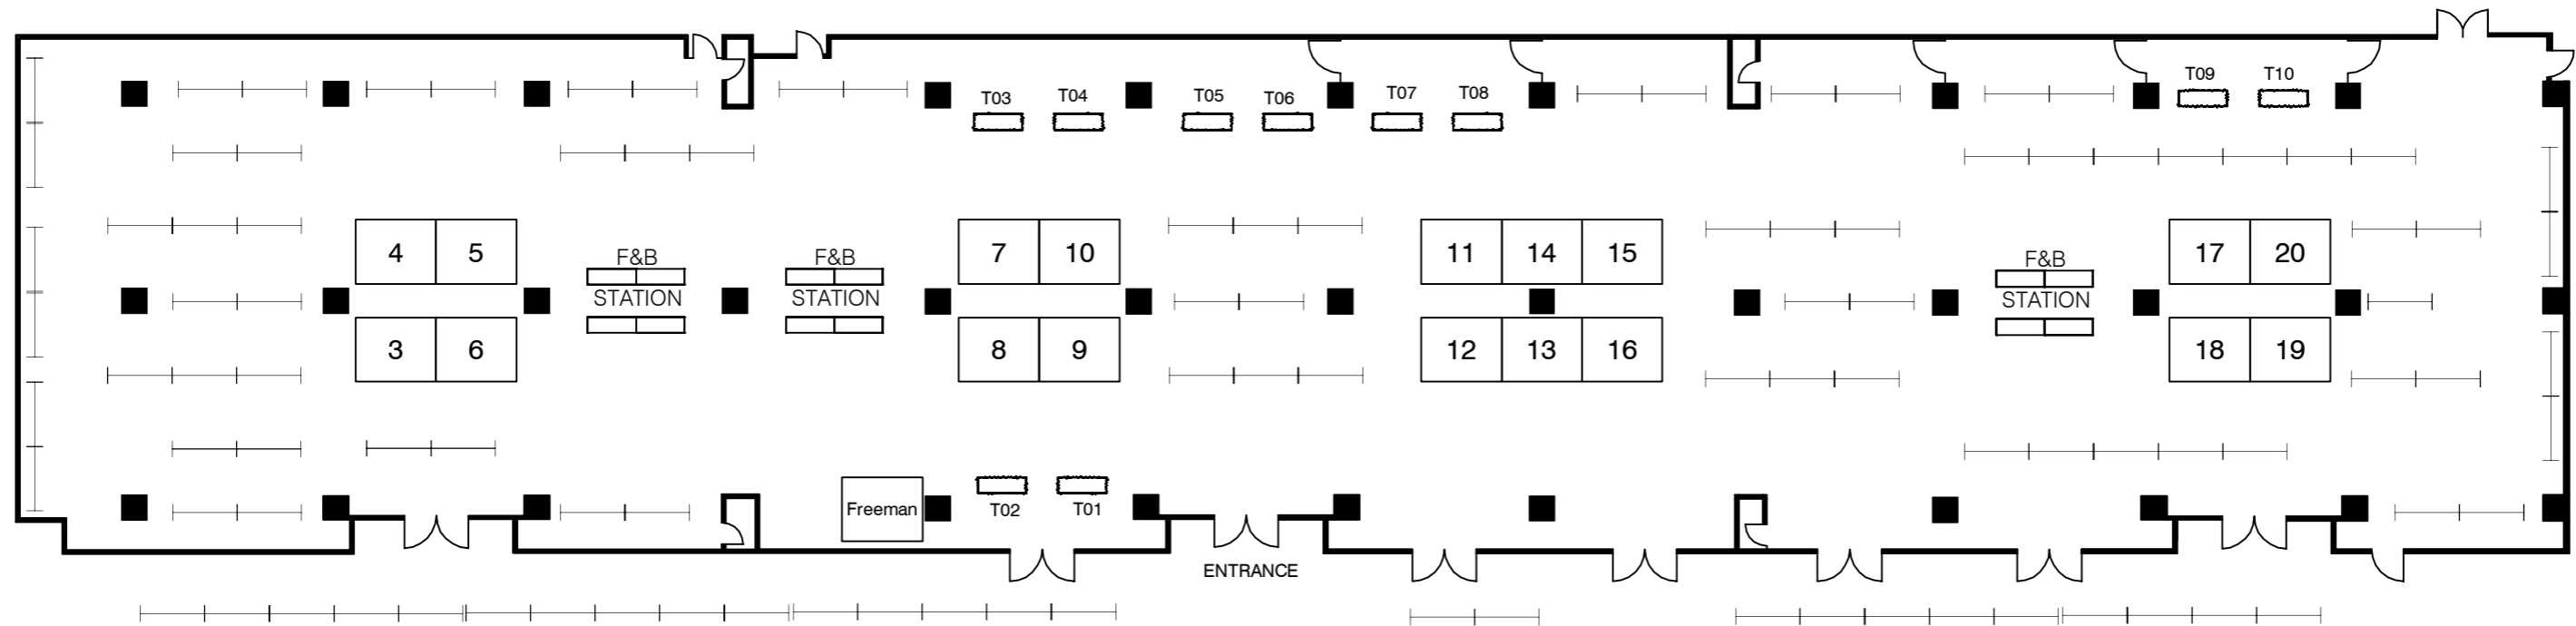 T09 T10
T03 T04 T05 T06 T07 T08
4 5 F&B F&B 7 10 11 14 15 F&B 17 20
STATION STATION STATION
3 6 8 9 12 13 16 18 19
Freeman T02 T01
ENTRANCE